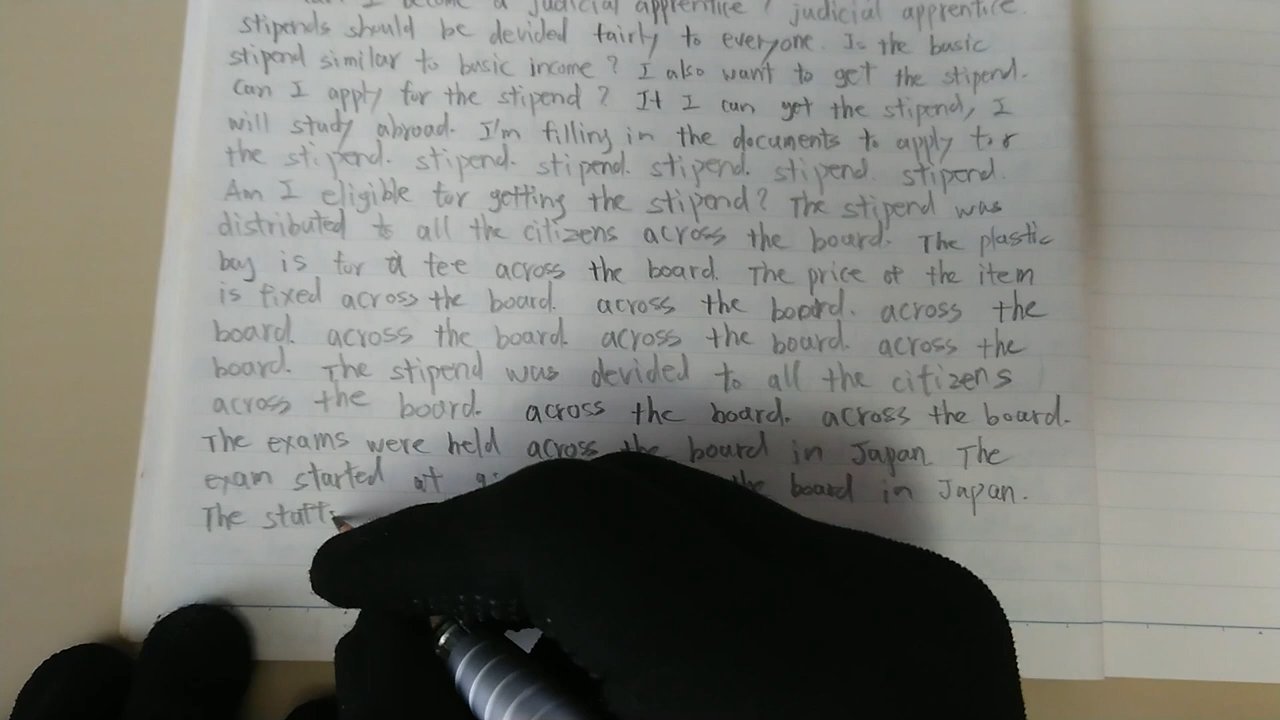 I become a judicial apprentice? judicial apprentice.
stipends should be devided fairly to everyone. Is the basic
stipend similar to basic income? I also want to get the stipend.
Can I apply for the stipend? If I can get the stipend, I
will study abroad. I'm filling in the documents to apply for
the stipend. stipend. stipend. stipend. stipend. stipend.
Am I eligible for getting the stipend? The stipend was
distributed to all the citizens across the board. The plastic
bag is for a fee across the board. The price of the item
is fixed across the board. across the board. across the
board. across the board. across the board. across the
board. The stipend was devided to all the citizens
across the board. across the board. across the board.
The exams were held across the board in Japan The
exam started at the board in Japan.
The staffs